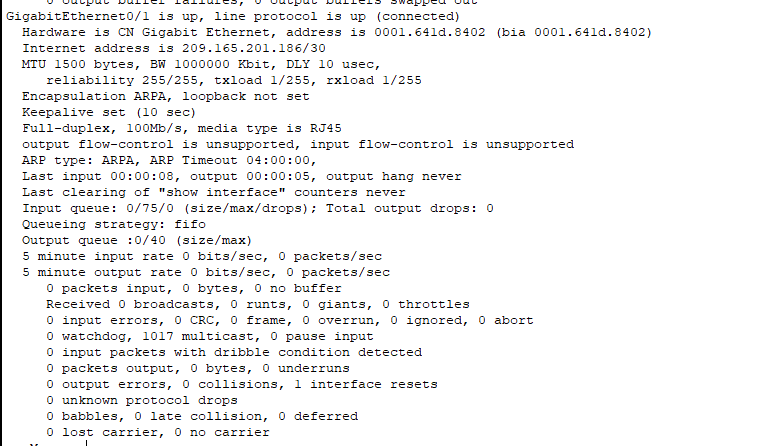 0 output buffer failures, 0 output buffers swapped out
GigabitEthernet0/1 is up, line protocol is up (connected)
Hardware is CN Gigabit Ethernet, address is 0001.641d.8402 (bia 0001.641d.8402)
Internet address is 209.165.201.186/30
MTU 1500 bytes, BW 1000000 Kbit, DLY 10 usec,
reliability 255/255, txload 1/255, rxload 1/255
Encapsulation ARPA, loopback not set
Keepalive set (10 sec)
Full-duplex, 100Mb/s, media type is RJ45
output flow-control is unsupported, input flow-control is unsupported
ARP type: ARPA, ARP Timeout 04:00:00,
Last input 00:00:08, output 00:00:05, output hang never
Last clearing of "show interface" counters never
Input queue: 0/75/0 (size/max/drops); Total output drops: 0
Queueing strategy: fifo
Output queue :0/40 (size/max)
5 minute input rate 0 bits/sec, 0 packets/sec
5 minute output rate 0 bits/sec, 0 packets/sec
0 packets input, 0 bytes, 0 no buffer
Received 0 broadcasts, 0 runts, 0 giants, 0 throttles
0 input errors, 0 CRC, 0 frame, 0 overrun, 0 ignored, 0 abort
0 watchdog, 1017 multicast, 0 pause input
0 input packets with dribble condition detected
0 packets output, 0 bytes, 0 underruns
0 output errors, 0 collisions, 1 interface resets
0 unknown protocol drops
0 babbles, 0 late collision, 0 deferred
0 lost carrier, 0 no carrier